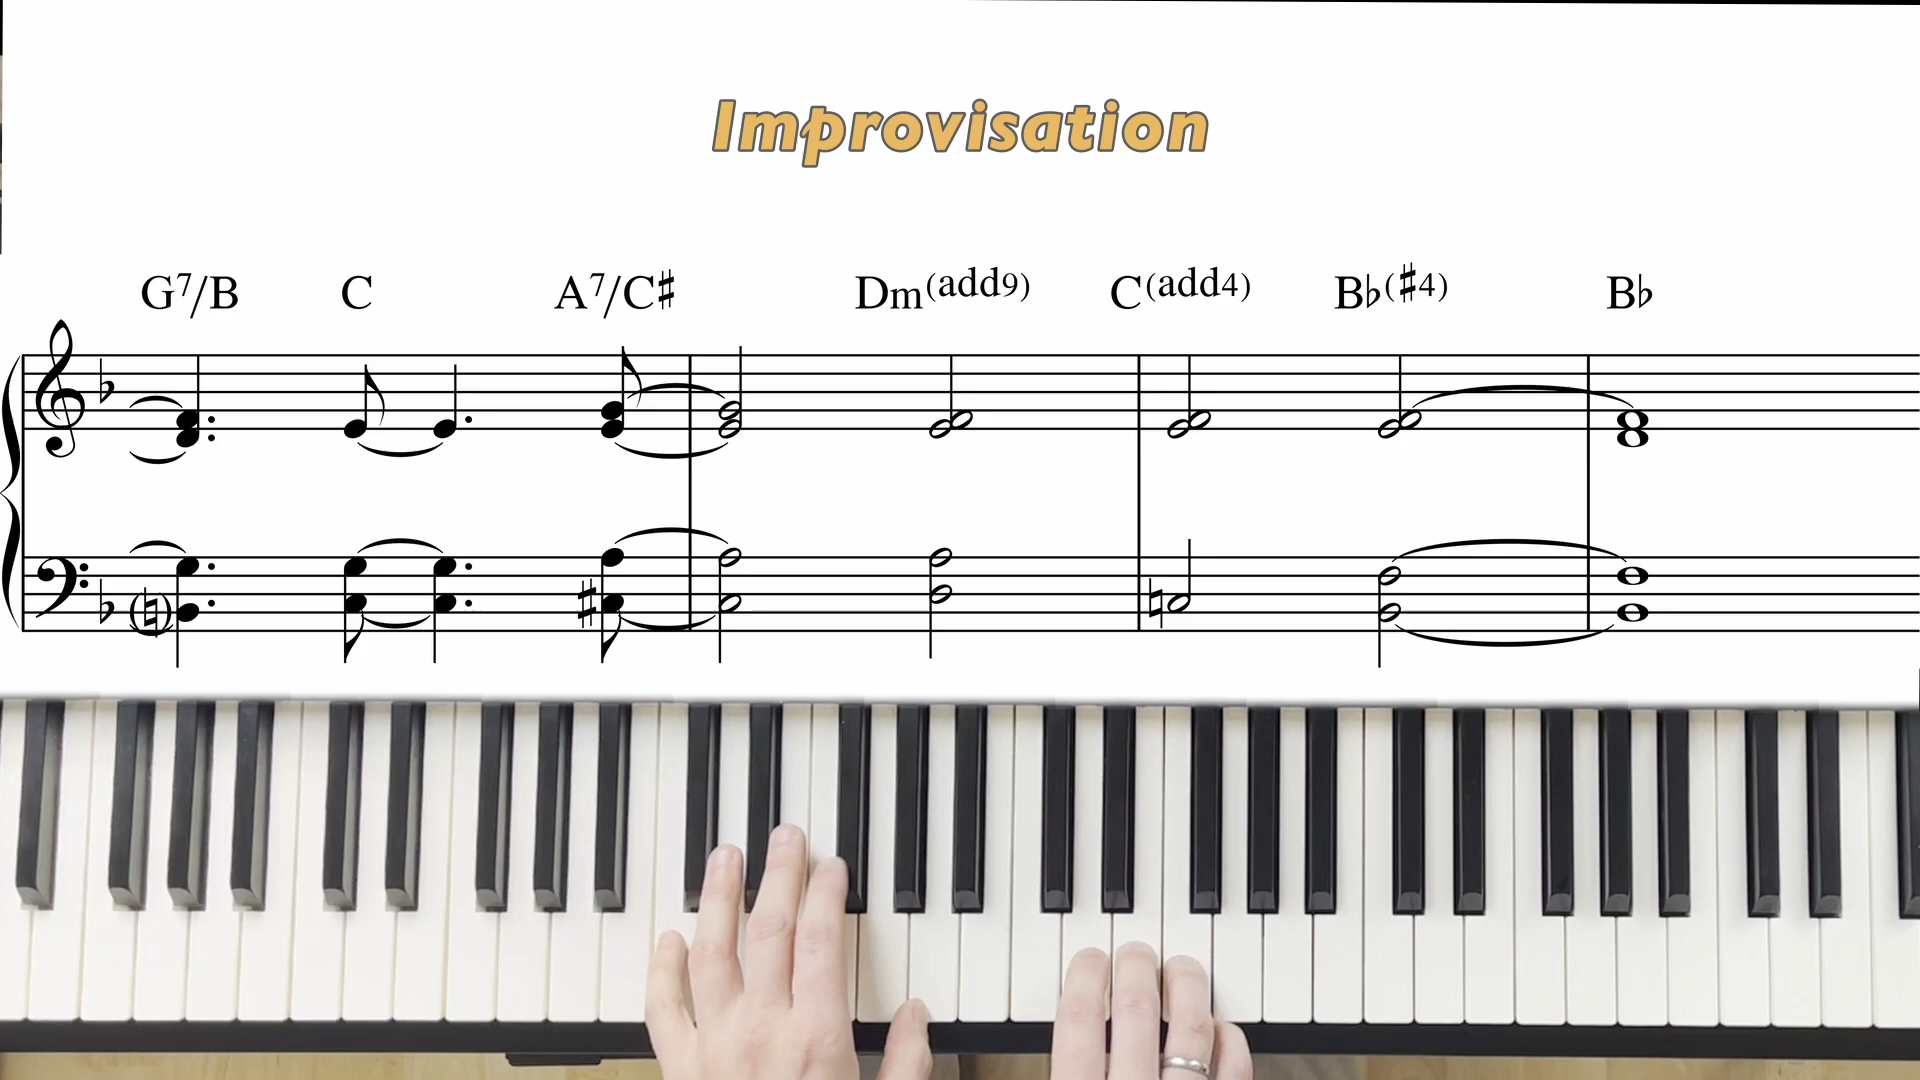 Improvisation
G7/B C A7/C♯ Dm(add9) C(add4) B♭(♯4) B♭